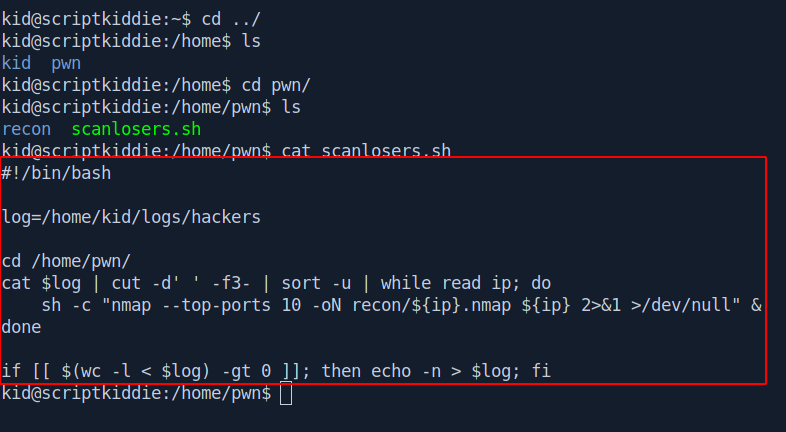 kid@scriptkiddie:~$ cd ../
kid@scriptkiddie:/home$ ls
kid  pwn
kid@scriptkiddie:/home$ cd pwn/
kid@scriptkiddie:/home/pwn$ ls
recon  scanlosers.sh
kid@scriptkiddie:/home/pwn$ cat scanlosers.sh
#!/bin/bash

log=/home/kid/logs/hackers

cd /home/pwn/
cat $log | cut -d' ' -f3- | sort -u | while read ip; do
    sh -c "nmap --top-ports 10 -oN recon/${ip}.nmap ${ip} 2>&1 >/dev/null" &
done

if [[ $(wc -l < $log) -gt 0 ]]; then echo -n > $log; fi
kid@scriptkiddie:/home/pwn$